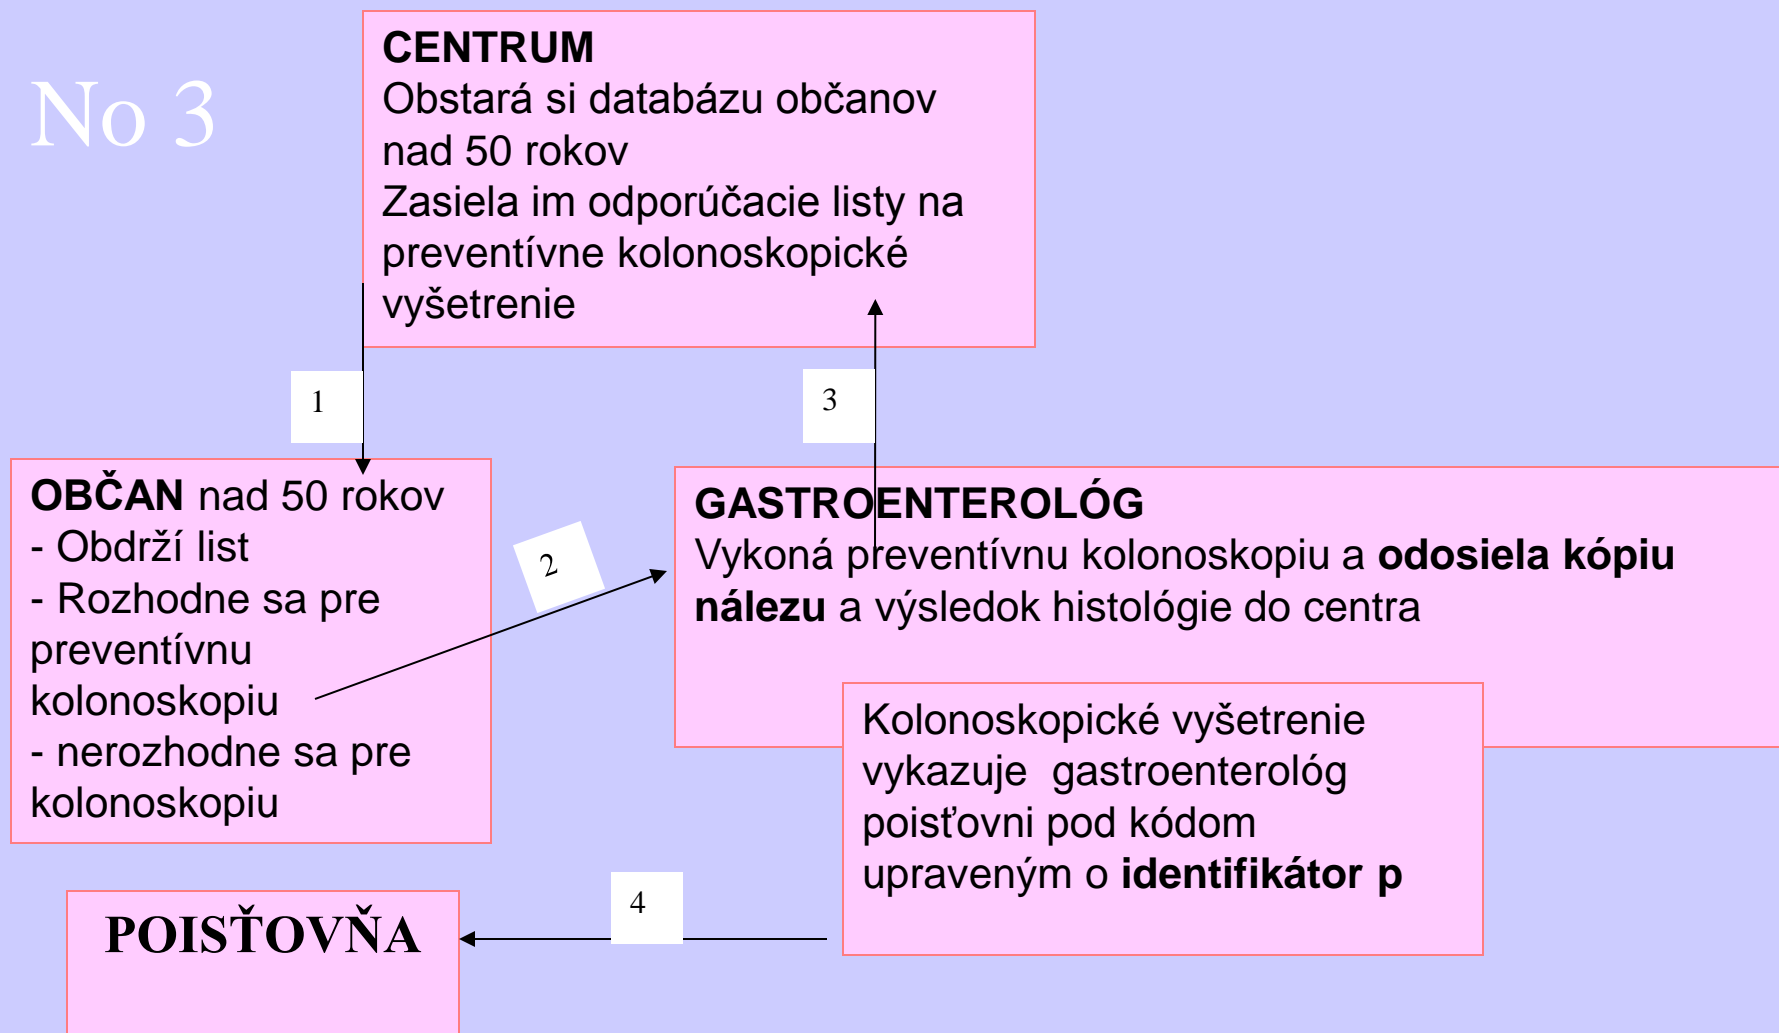 No 3
CENTRUM
Obstará si databázu občanov
nad 50 rokov
Zasiela im odporúčacie listy na
preventívne kolonoskopické
vyšetrenie
1
3
OBČAN nad 50 rokov
- Obdrží list
- Rozhodne sa pre
preventívnu
kolonoskopiu
- nerozhodne sa pre
kolonoskopiu
2
GASTROENTEROLÓG
Vykoná preventívnu kolonoskopiu a odosiela kópiu
nálezu a výsledok histológie do centra
Kolonoskopické vyšetrenie
vykazuje  gastroenterológ
poisťovni pod kódom
upraveným o identifikátor p
4
POISŤOVŇA